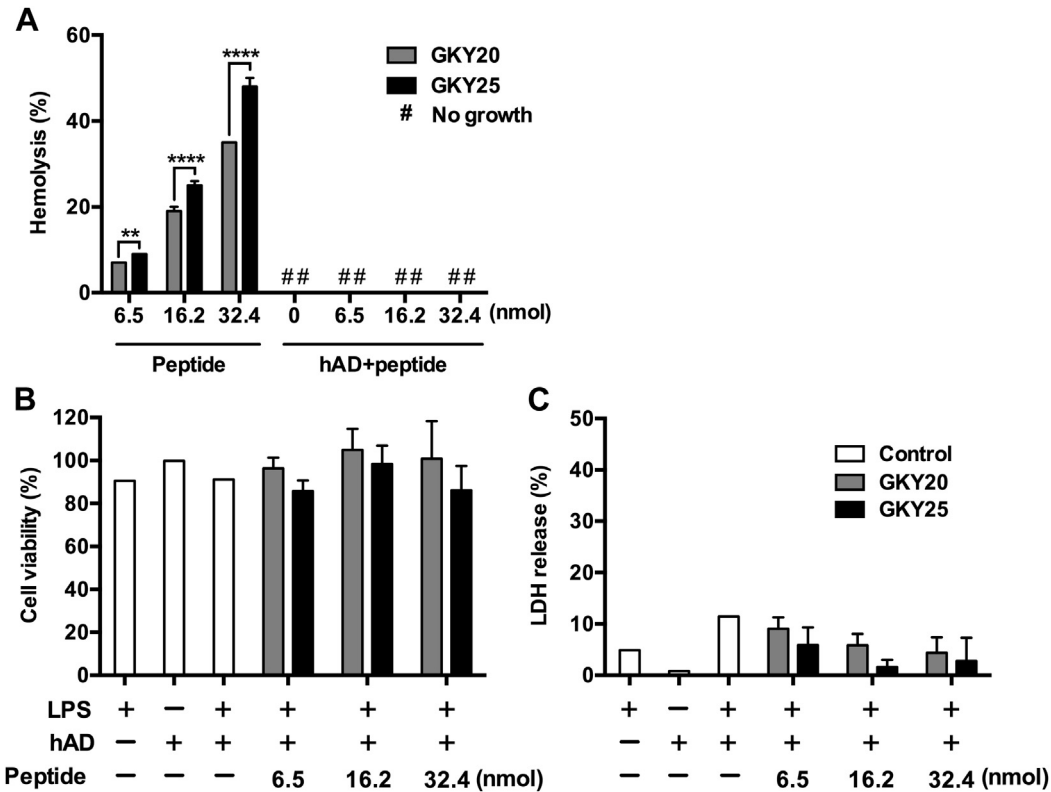 A
60
40
20
0
Hemolysis (%)
**
****
****
GKY20
GKY25
# No growth
## ## ## ##
6.5 16.2 32.4 0 6.5 16.2 32.4 (nmol)
Peptide hAD+peptide
B
120
100
80
60
40
20
0
Cell viability (%)
LPS + − + + + +
hAD − + + + + +
Peptide − − − 6.5 16.2 32.4 (nmol)
C
50
40
30
20
10
0
LDH release (%)
Control
GKY20
GKY25
+ − + + + +
− + + + + +
− − − 6.5 16.2 32.4 (nmol)